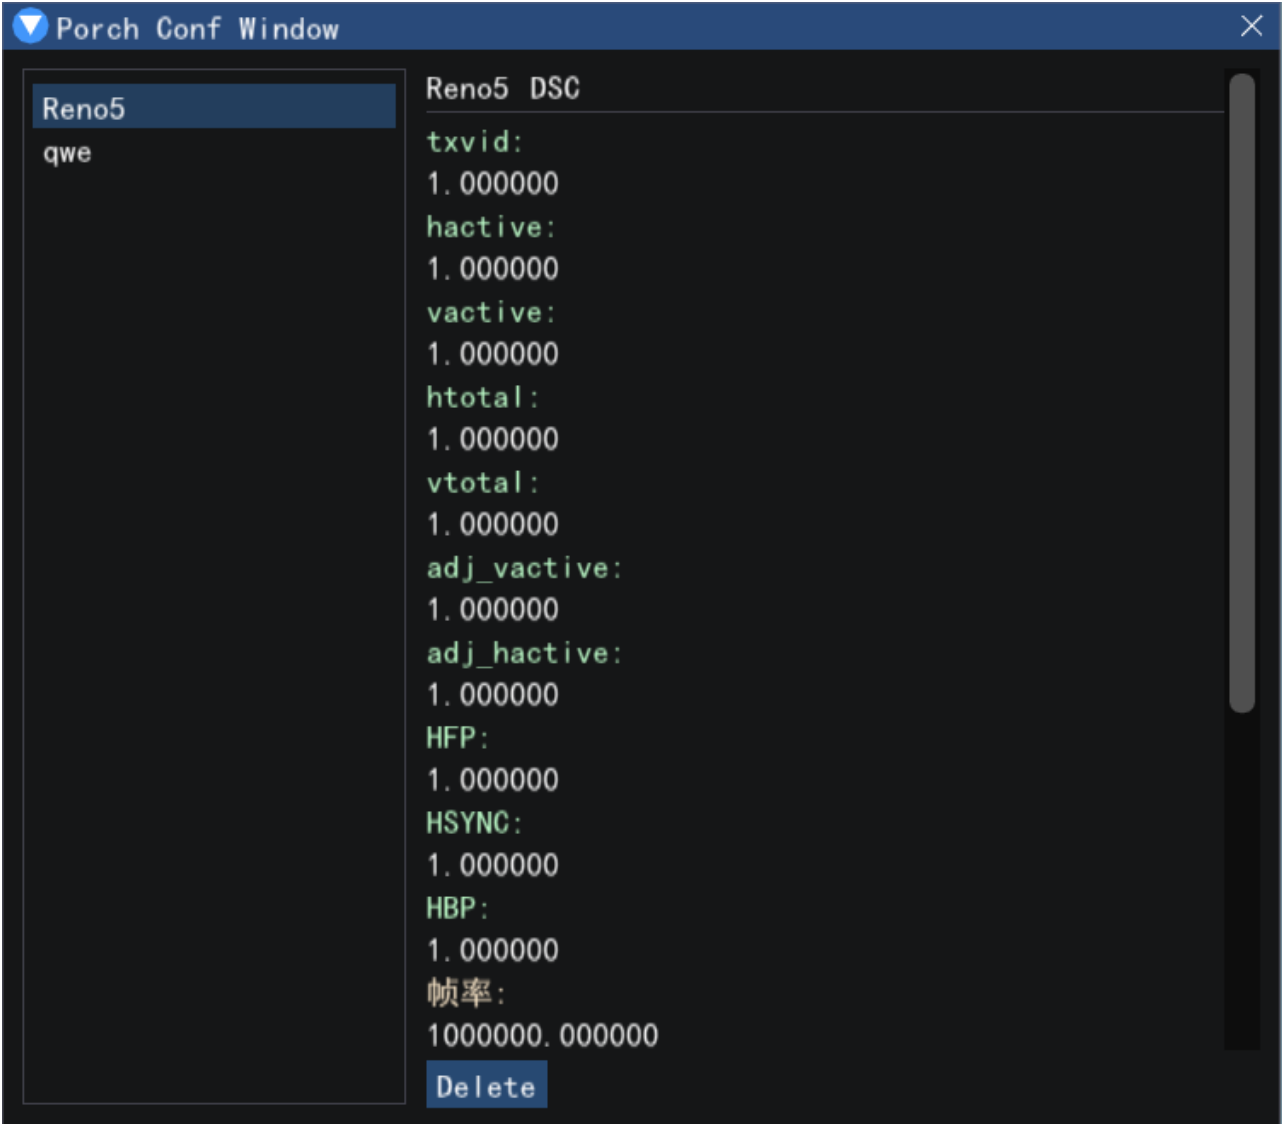 Porch Conf Window
Reno5
qwe
Reno5 DSC
txvid:
1.000000
hactive:
1.000000
vactive:
1.000000
htotal:
1.000000
vtotal:
1.000000
adj_vactive:
1.000000
adj_hactive:
1.000000
HFP:
1.000000
HSYNC:
1.000000
HBP:
1.000000
帧率:
1000000.000000
Delete